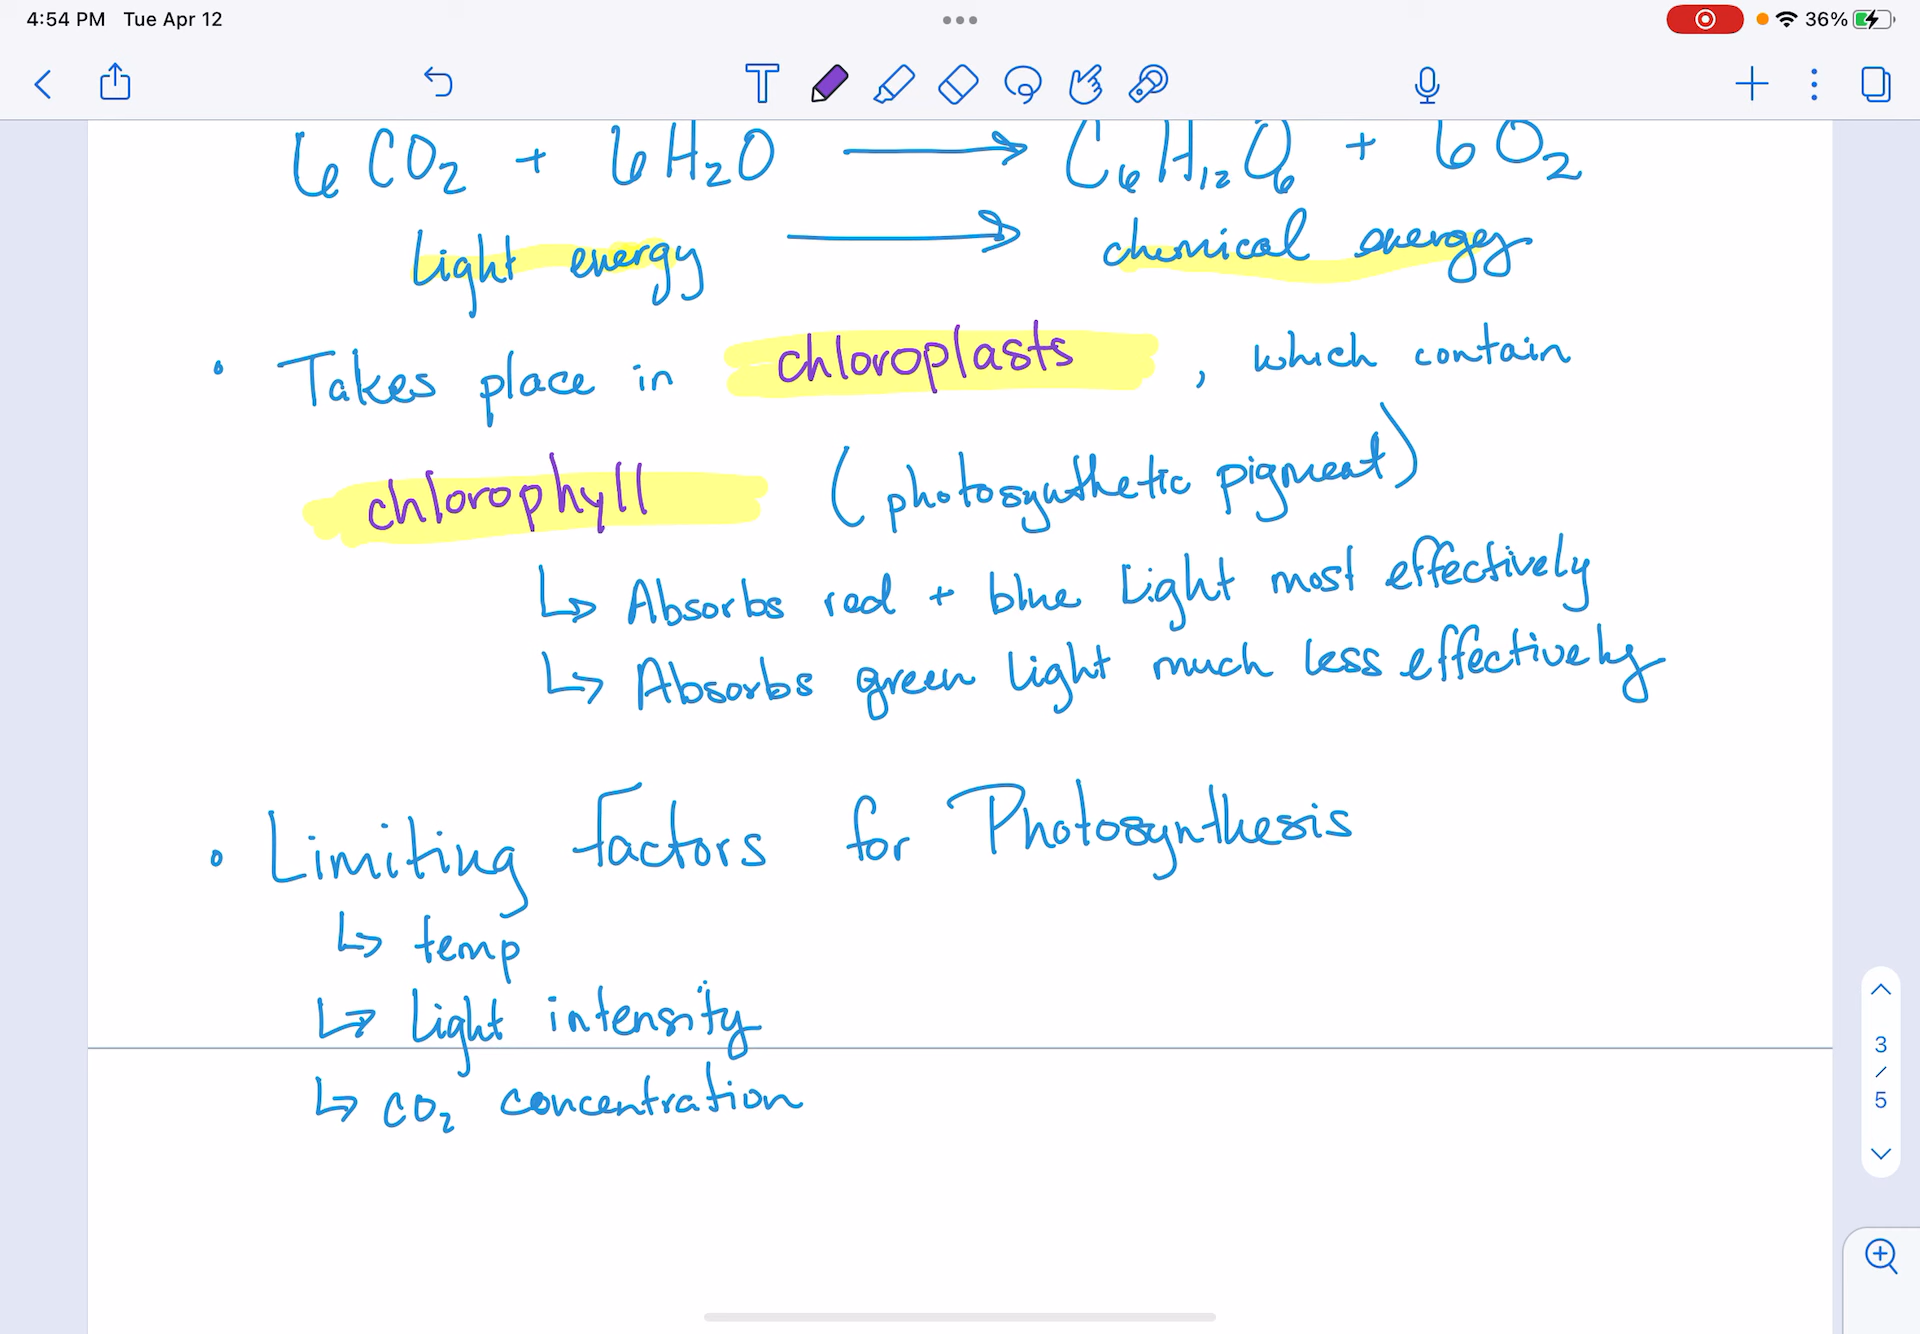 4:54 PM Tue Apr 12
36%
6 CO₂ + 6 H₂O → C₆H₁₂O₆ + 6 O₂
Light energy → chemical energy
• Takes place in chloroplasts, which contain
chlorophyll (photosynthetic pigment)
↳ Absorbs red + blue Light most effectively
↳ Absorbs green light much less effectively
• Limiting Factors for Photosynthesis
↳ temp
↳ Light intensity
↳ CO₂ concentration
3
/
5